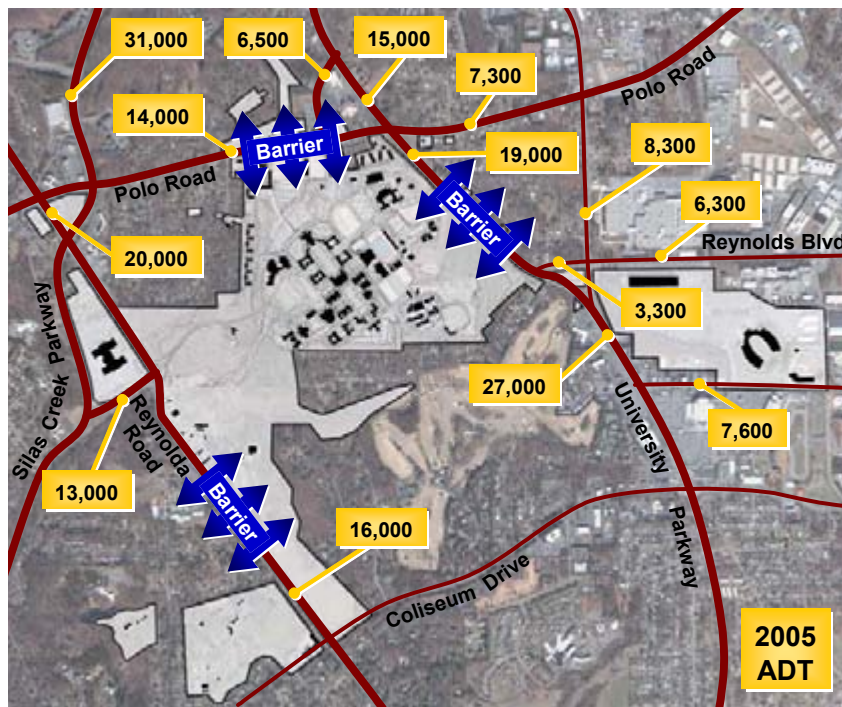 31,000
6,500
15,000
7,300
Polo Road
14,000
Barrier
19,000
8,300
Polo Road
Barrier
6,300
Reynolds Blvd
20,000
3,300
Silas Creek Parkway
27,000
University
Parkway
7,600
Reynolda
Road
13,000
Barrier
16,000
Coliseum Drive
2005
ADT